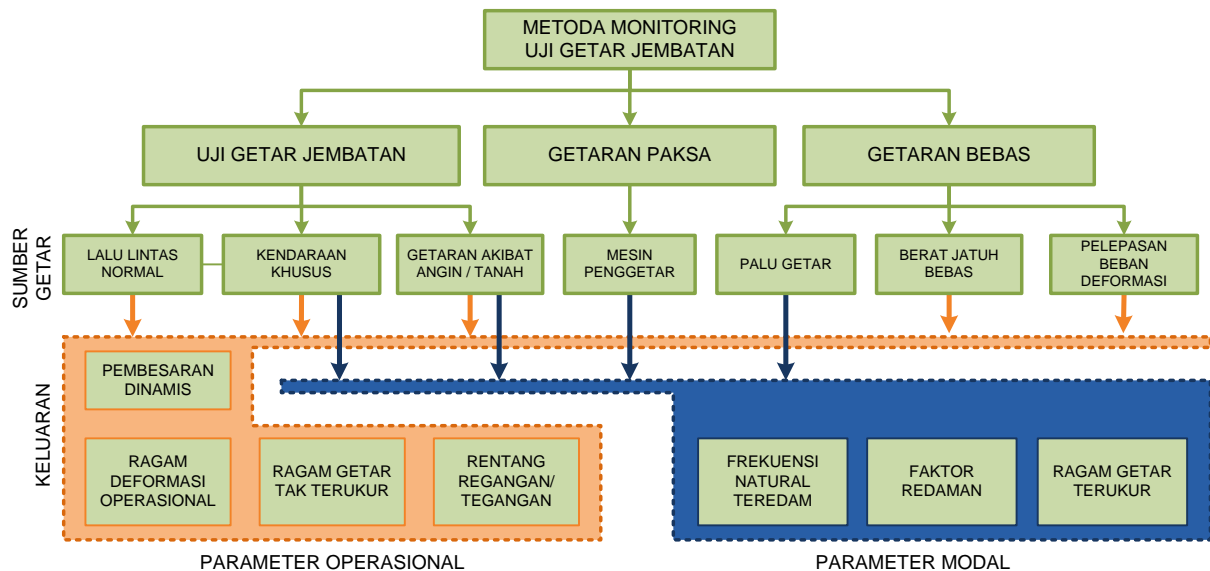 METODA MONITORING
UJI GETAR JEMBATAN
UJI GETAR JEMBATAN
GETARAN PAKSA
GETARAN BEBAS
SUMBER
GETAR
LALU LINTAS
NORMAL
KENDARAAN
KHUSUS
GETARAN AKIBAT
ANGIN / TANAH
MESIN
PENGGETAR
PALU GETAR
BERAT JATUH
BEBAS
PELEPASAN
BEBAN
DEFORMASI
KELUARAN
PEMBESARAN
DINAMIS
RAGAM
DEFORMASI
OPERASIONAL
RAGAM GETAR
TAK TERUKUR
RENTANG
REGANGAN/
TEGANGAN
FREKUENSI
NATURAL
TEREDAM
FAKTOR
REDAMAN
RAGAM GETAR
TERUKUR
PARAMETER OPERASIONAL
PARAMETER MODAL